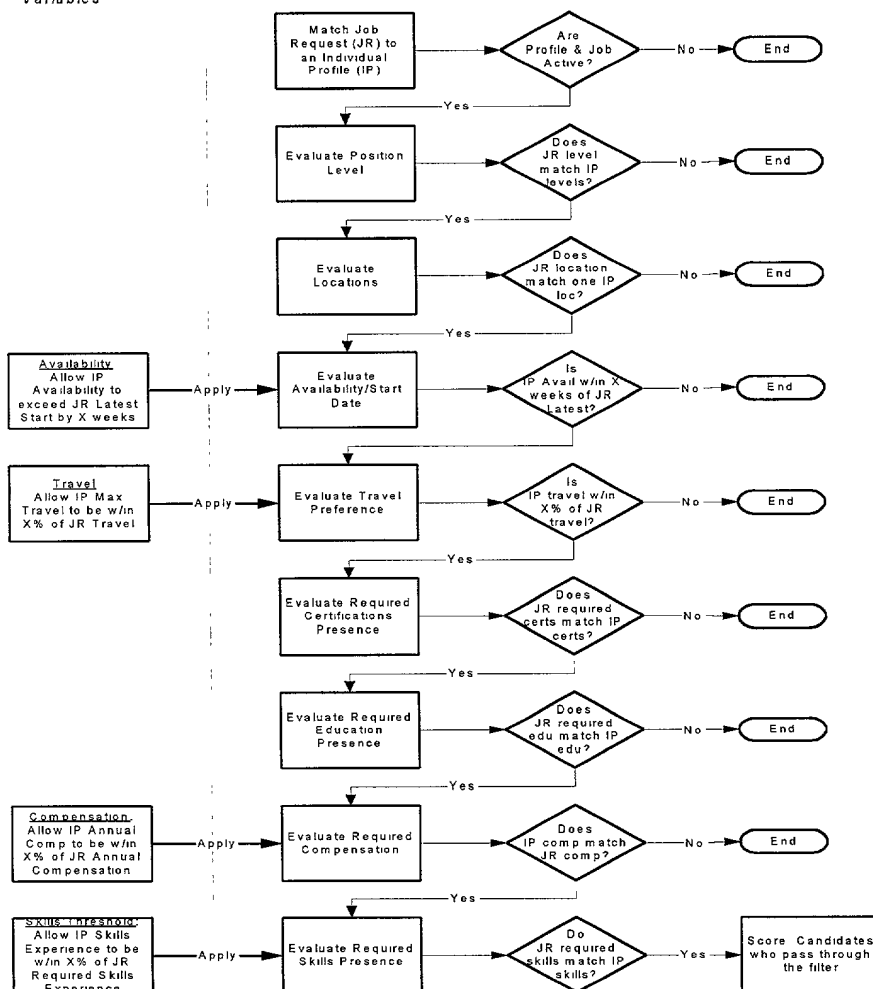 Variables
Match Job
Request (JR) to
an Individual
Profile (IP)
Are
Profile & Job
Active?
No
End
Yes
Evaluate Position
Level
Does
JR level
match IP
levels?
No
End
Yes
Evaluate
Locations
Does
JR location
match one IP
loc?
No
End
Yes
Availability
Allow IP
Availability to
exceed JR Latest
Start by X weeks
Apply
Evaluate
Availability/Start
Date
Is
IP Avail w/in X
weeks of JR
Latest?
No
End
Yes
Travel
Allow IP Max
Travel to be w/in
X% of JR Travel
Apply
Evaluate Travel
Preference
Is
IP travel w/in
X% of JR
travel?
No
End
Yes
Evaluate Required
Certifications
Presence
Does
JR required
certs match IP
certs?
No
End
Yes
Evaluate Required
Education
Presence
Does
JR required
edu match IP
edu?
No
End
Yes
Compensation
Allow IP Annual
Comp to be w/in
X% of JR Annual
Compensation
Apply
Evaluate Required
Compensation
Does
IP comp match
JR comp?
No
End
Yes
Skills Threshold:
Allow IP Skills
Experience to be
w/in X% of JR
Required Skills
Experience
Apply
Evaluate Required
Skills Presence
Do
JR required
skills match IP
skills?
Yes
Score Candidates
who pass through
the filter